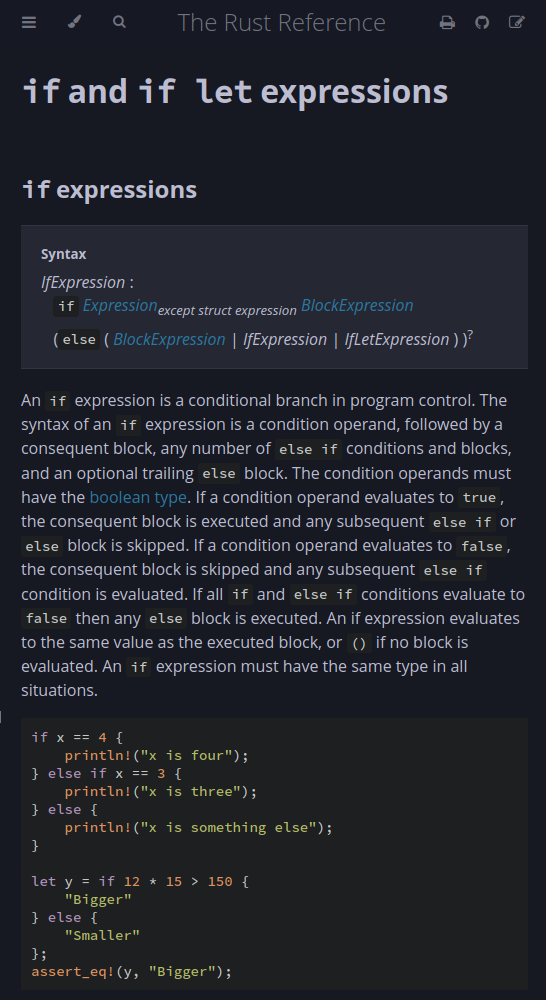 The Rust Reference
if and if let expressions
if expressions
Syntax
IfExpression :
if Expression except struct expression BlockExpression
(else ( BlockExpression | IfExpression | IfLetExpression ) )?
An if expression is a conditional branch in program control. The
syntax of an if expression is a condition operand, followed by a
consequent block, any number of else if conditions and blocks,
and an optional trailing else block. The condition operands must
have the boolean type. If a condition operand evaluates to true,
the consequent block is executed and any subsequent else if or
else block is skipped. If a condition operand evaluates to false,
the consequent block is skipped and any subsequent else if
condition is evaluated. If all if and else if conditions evaluate to
false then any else block is executed. An if expression evaluates
to the same value as the executed block, or () if no block is
evaluated. An if expression must have the same type in all
situations.
if x == 4 {
    println!("x is four");
} else if x == 3 {
    println!("x is three");
} else {
    println!("x is something else");
}
let y = if 12 * 15 > 150 {
    "Bigger"
} else {
    "Smaller"
};
assert_eq!(y, "Bigger");